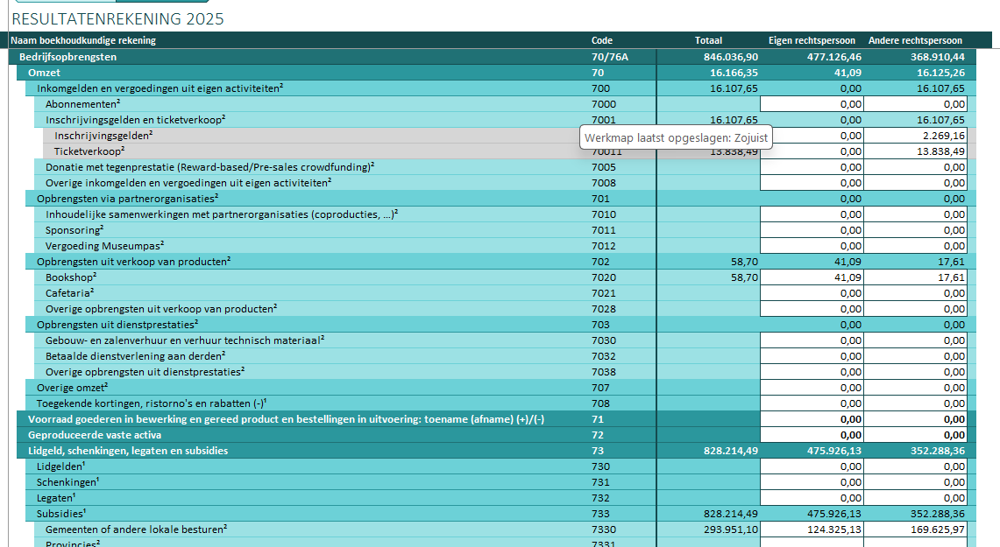 RESULTATENREKENING 2025
Naam boekhoudkundige rekening Code Totaal Eigen rechtspersoon Andere rechtspersoon
Bedrijfsopbrengsten 70/76A 846.036,90 477.126,46 368.910,44
Omzet 70 16.166,35 41,09 16.125,26
Inkomgelden en vergoedingen uit eigen activiteiten² 700 16.107,65 0,00 16.107,65
Abonnementen² 7000 0,00 0,00
Inschrijvingsgelden en ticketverkoop² 7001 16.107,65 0,00 16.107,65
Inschrijvingsgelden² 0,00 2.269,16
Werkmap laatst opgeslagen: Zojuist
Ticketverkoop² 70011 13.838,49 0,00 13.838,49
Donatie met tegenprestatie (Reward-based/Pre-sales crowdfunding)² 7005 0,00 0,00
Overige inkomgelden en vergoedingen uit eigen activiteiten² 7008 0,00 0,00
Opbrengsten via partnerorganisaties² 701 0,00 0,00
Inhoudelijke samenwerkingen met partnerorganisaties (coproducties, ...)² 7010 0,00 0,00
Sponsoring² 7011 0,00 0,00
Vergoeding Museumpas² 7012 0,00 0,00
Opbrengsten uit verkoop van producten² 702 58,70 41,09 17,61
Bookshop² 7020 58,70 41,09 17,61
Cafetaria² 7021 0,00 0,00
Overige opbrengsten uit verkoop van producten² 7028 0,00 0,00
Opbrengsten uit dienstprestaties² 703 0,00 0,00
Gebouw- en zalenverhuur en verhuur technisch materiaal² 7030 0,00 0,00
Betaalde dienstverlening aan derden² 7032 0,00 0,00
Overige opbrengsten uit dienstprestaties² 7038 0,00 0,00
Overige omzet² 707 0,00 0,00
Toegekende kortingen, ristorno's en rabatten (-)¹ 708 0,00 0,00
Voorraad goederen in bewerking en gereed product en bestellingen in uitvoering: toename (afname) (+)/(-) 71 0,00 0,00
Geproduceerde vaste activa 72 0,00 0,00
Lidgeld, schenkingen, legaten en subsidies 73 828.214,49 475.926,13 352.288,36
Lidgelden¹ 730 0,00 0,00
Schenkingen¹ 731 0,00 0,00
Legaten¹ 732 0,00 0,00
Subsidies¹ 733 828.214,49 475.926,13 352.288,36
Gemeenten of andere lokale besturen² 7330 293.951,10 124.325,13 169.625,97
Provincies² 7331